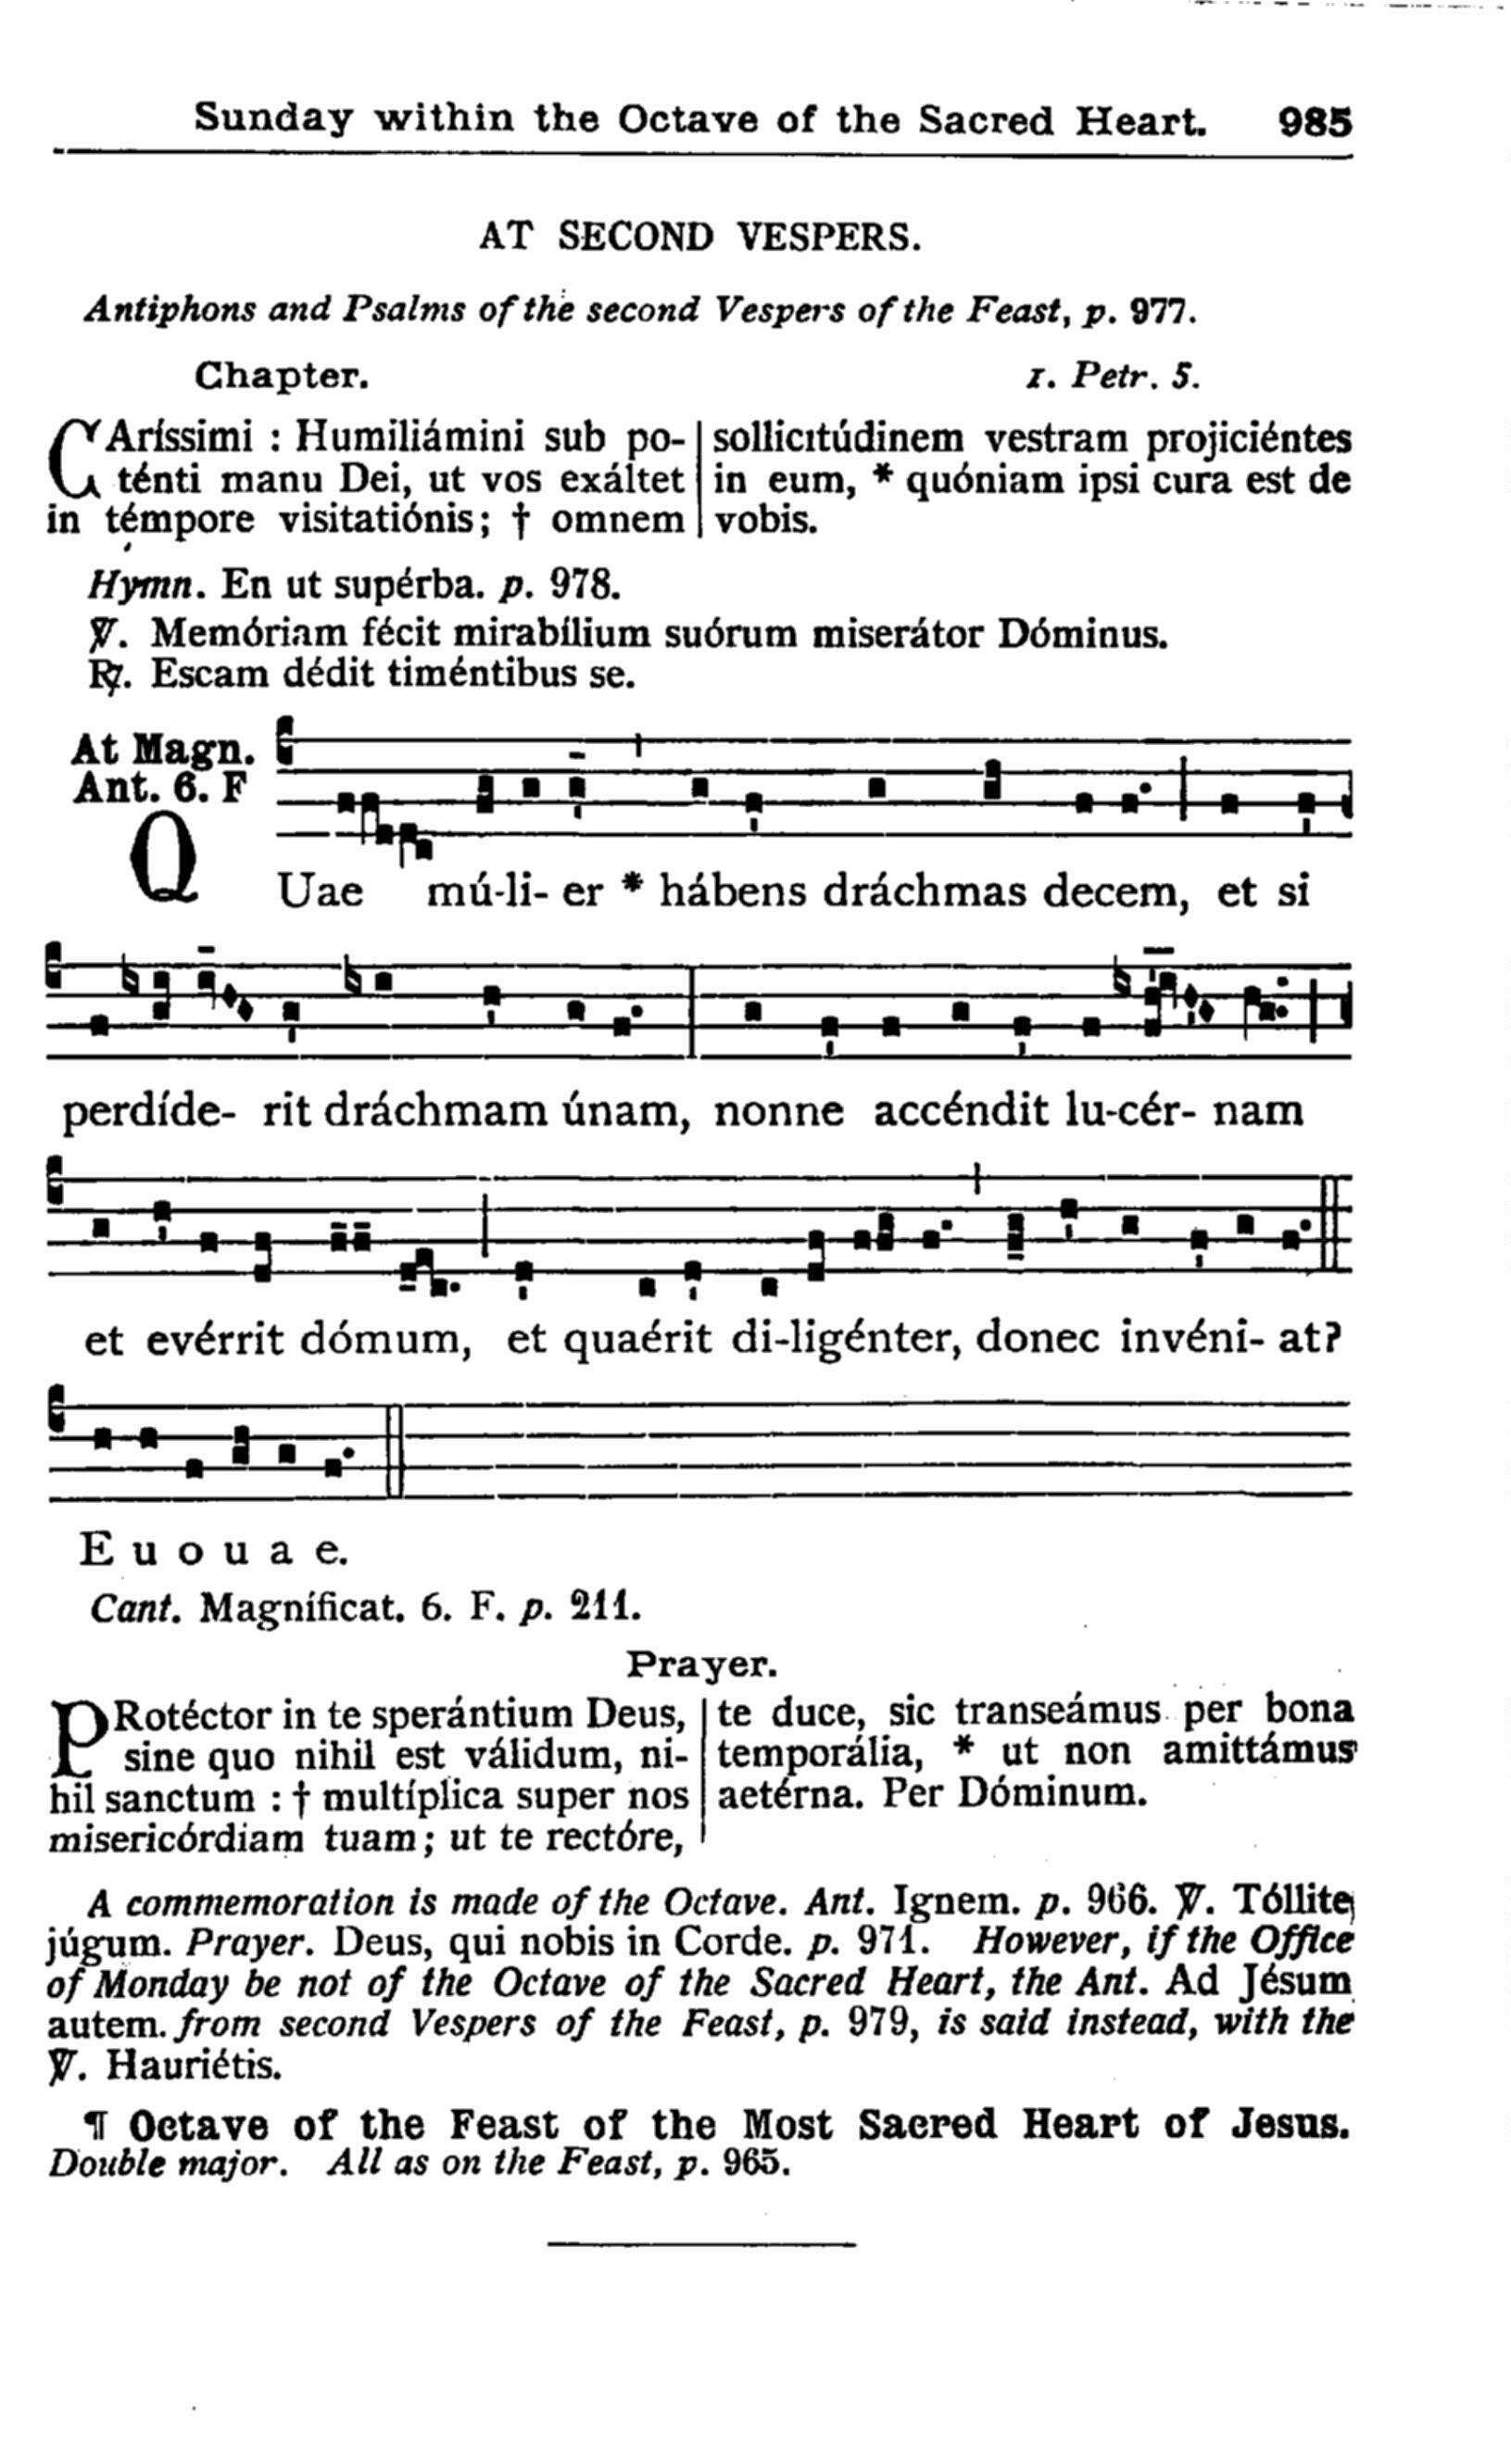 Sunday within the Octave of the Sacred Heart. 985
AT SECOND VESPERS.
Antiphons and Psalms of the second Vespers of the Feast, p. 977.
Chapter. 1. Petr. 5.
CAríssimi : Humiliámini sub po-
ténti manu Dei, ut vos exáltet
in témpore visitatiónis; † omnem
sollicitúdinem vestram projiciéntes
in eum, * quóniam ipsi cura est de
vobis.
Hymn. En ut supérba. p. 978.
℣. Memóriam fécit mirabílium suórum miserátor Dóminus.
℟. Escam dédit timéntibus se.
At Magn.
Ant. 6. F
QUae mú-li- er * hábens dráchmas decem, et si
perdíde- rit dráchmam únam, nonne accéndit lu-cér- nam
et evérrit dómum, et quaérit di-ligénter, donec invéni- at?
E u o u a e.
Cant. Magníficat. 6. F. p. 211.
Prayer.
PRotéctor in te sperántium Deus,
sine quo nihil est válidum, ni-
hil sanctum : † multíplica super nos
misericórdiam tuam; ut te rectóre,
te duce, sic transeámus per bona
temporália, * ut non amittámus
aetérna. Per Dóminum.
A commemoration is made of the Octave. Ant. Ignem. p. 966. ℣. Tóllite
júgum. Prayer. Deus, qui nobis in Corde. p. 971. However, if the Office
of Monday be not of the Octave of the Sacred Heart, the Ant. Ad Jésum
autem. from second Vespers of the Feast, p. 979, is said instead, with the
℣. Hauriétis.
¶ Octave of the Feast of the Most Sacred Heart of Jesus.
Double major. All as on the Feast, p. 965.